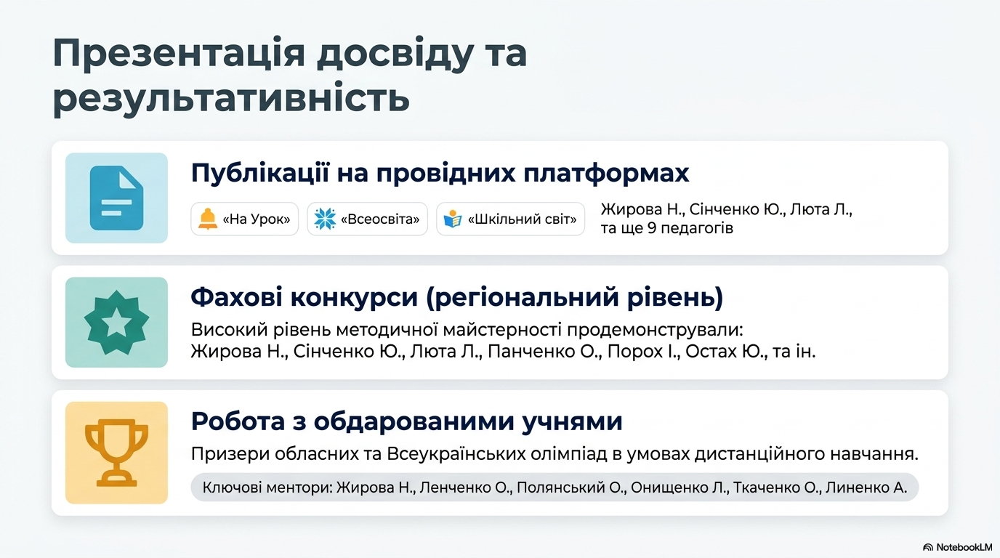 Презентація досвіду та
результативність
Публікації на провідних платформах
«На Урок» «Всеосвіта» «Шкільний світ»
Жирова Н., Сінченко Ю., Люта Л.,
та ще 9 педагогів
Фахові конкурси (регіональний рівень)
Високий рівень методичної майстерності продемонстрували:
Жирова Н., Сінченко Ю., Люта Л., Панченко О., Порох І., Остах Ю., та ін.
Робота з обдарованими учнями
Призери обласних та Всеукраїнських олімпіад в умовах дистанційного навчання.
Ключові ментори: Жирова Н., Ленченко О., Полянський О., Онищенко Л., Ткаченко О., Линенко А.
NotebookLM